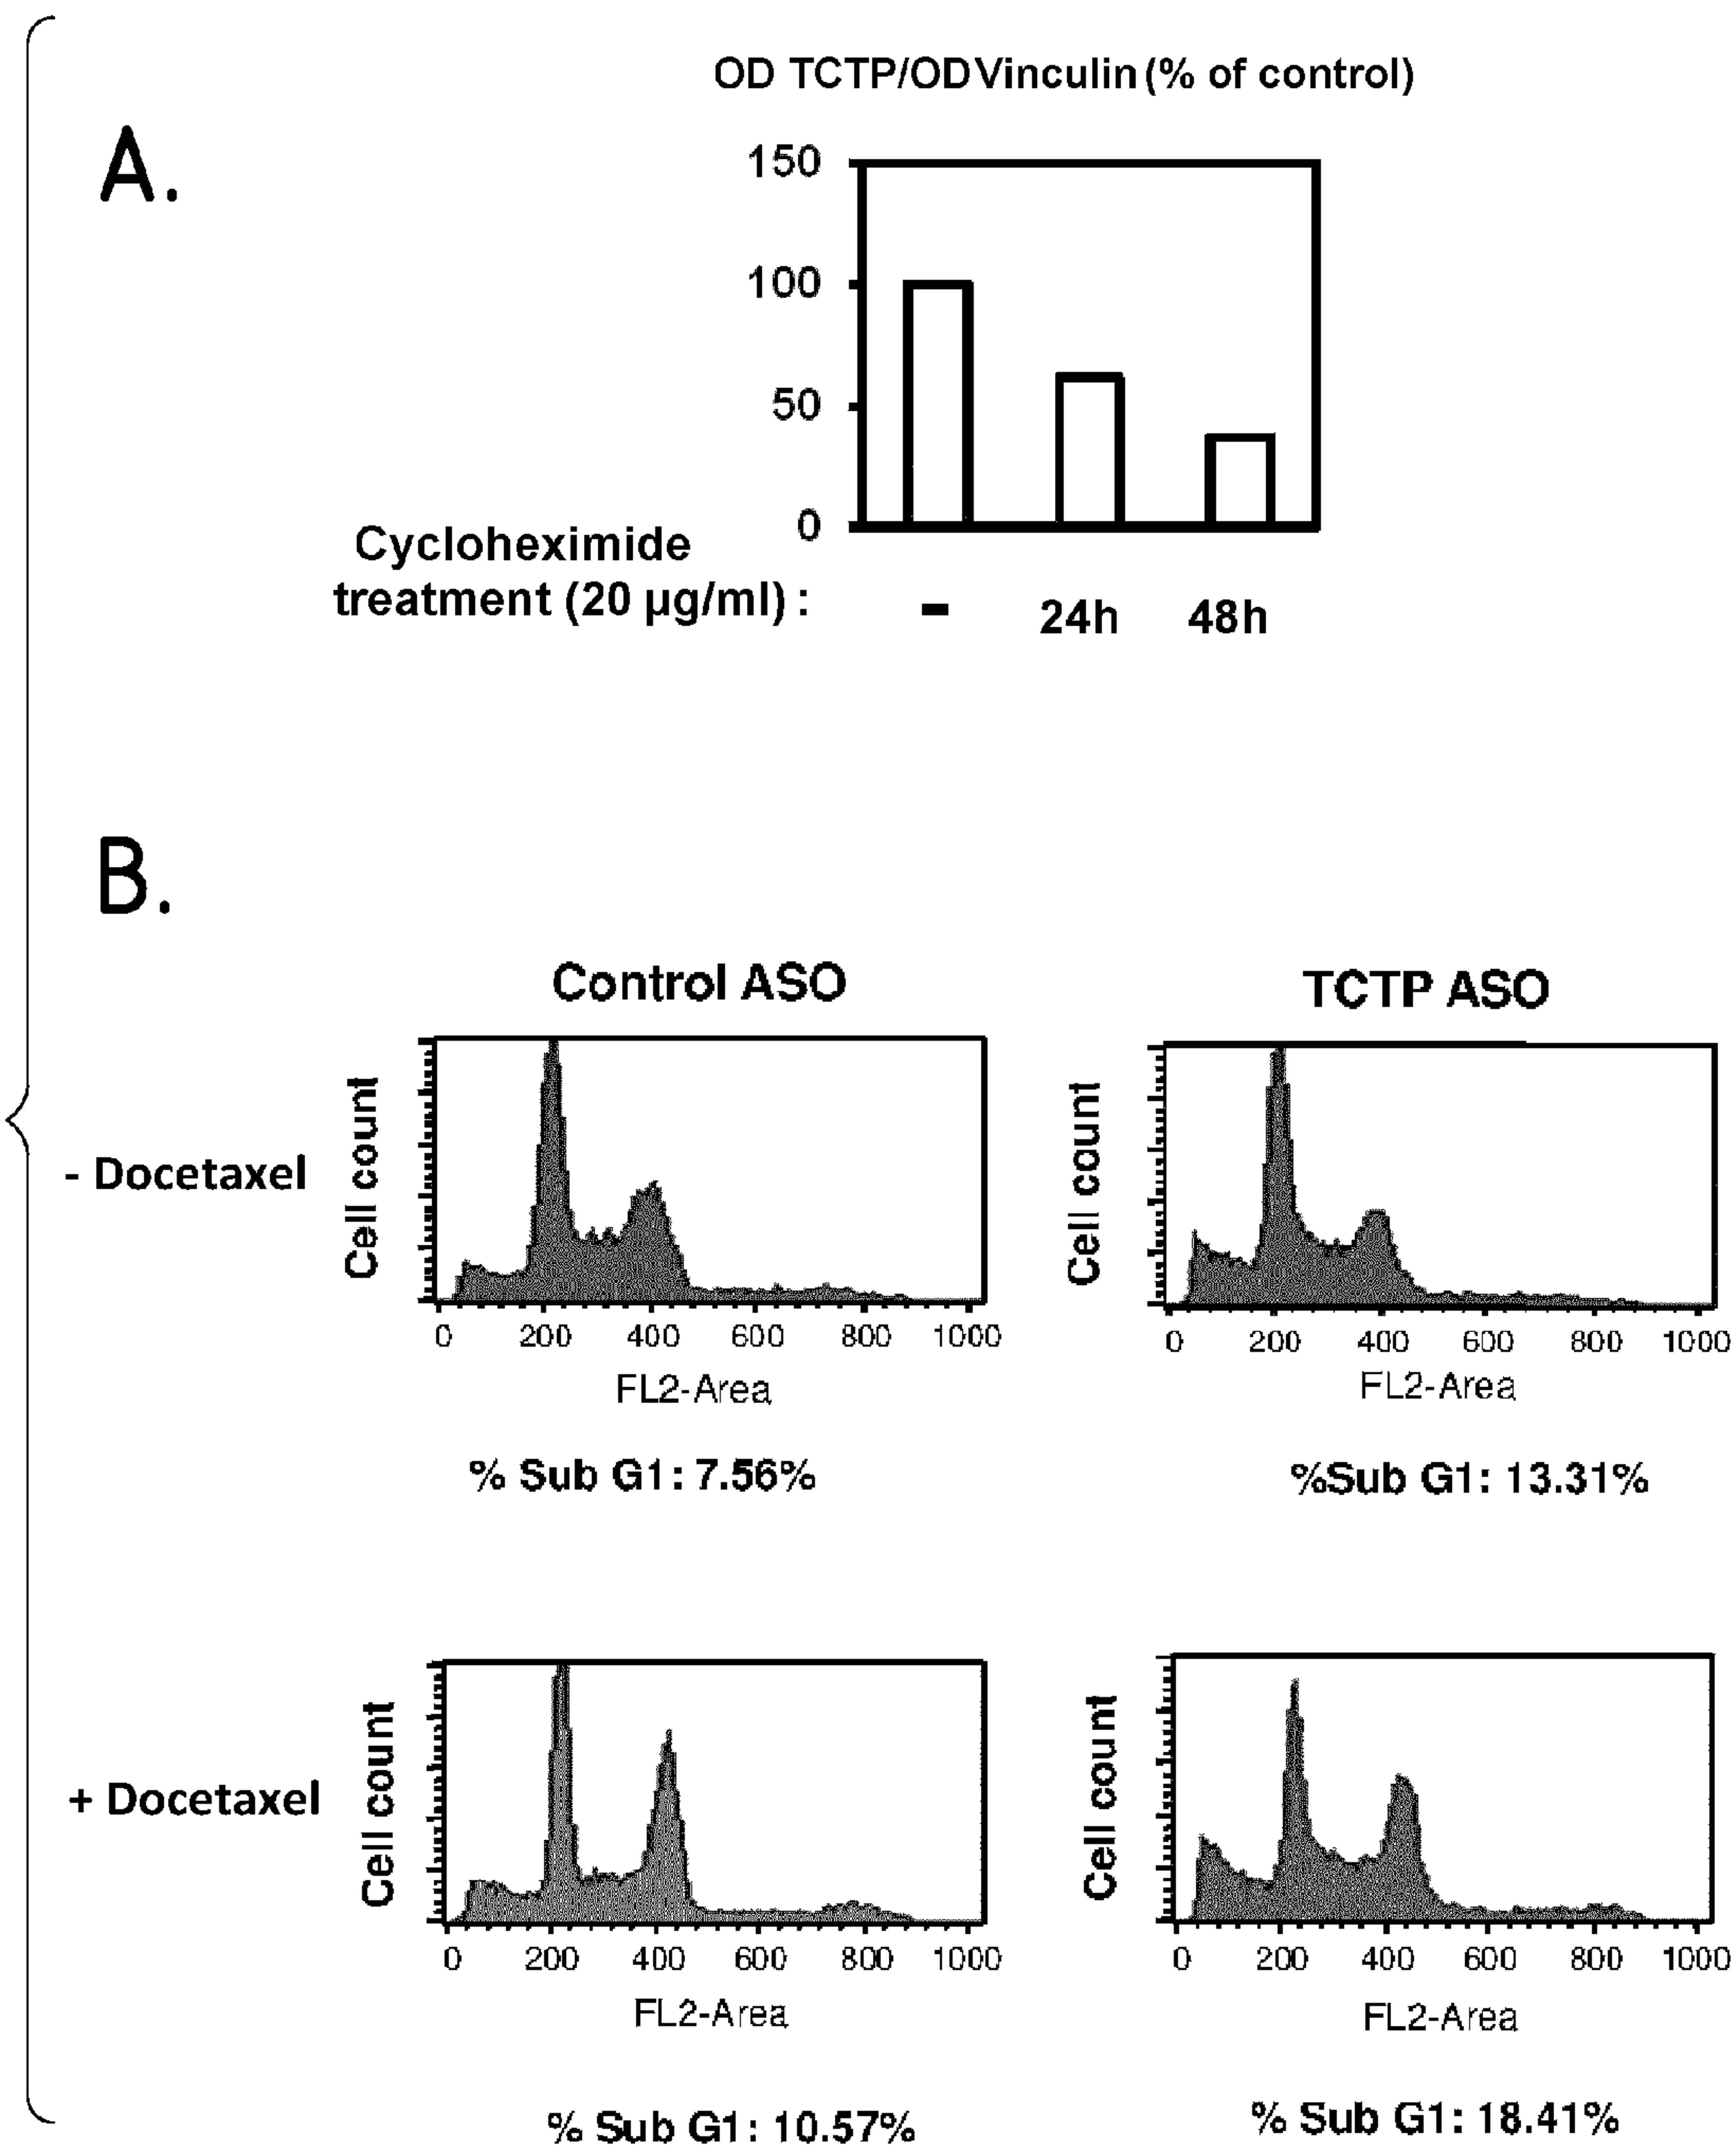 A.
OD TCTP/OD Vinculin (% of control)
150
100
50
0
Cycloheximide
treatment (20 µg/ml) :
- 24h 48h
B.
Control ASO
TCTP ASO
- Docetaxel
Cell count
0 200 400 600 800 1000
FL2-Area
% Sub G1: 7.56%
Cell count
0 200 400 600 800 1000
FL2-Area
%Sub G1: 13.31%
+ Docetaxel
Cell count
0 200 400 600 800 1000
FL2-Area
% Sub G1: 10.57%
Cell count
0 200 400 600 800 1000
FL2-Area
% Sub G1: 18.41%